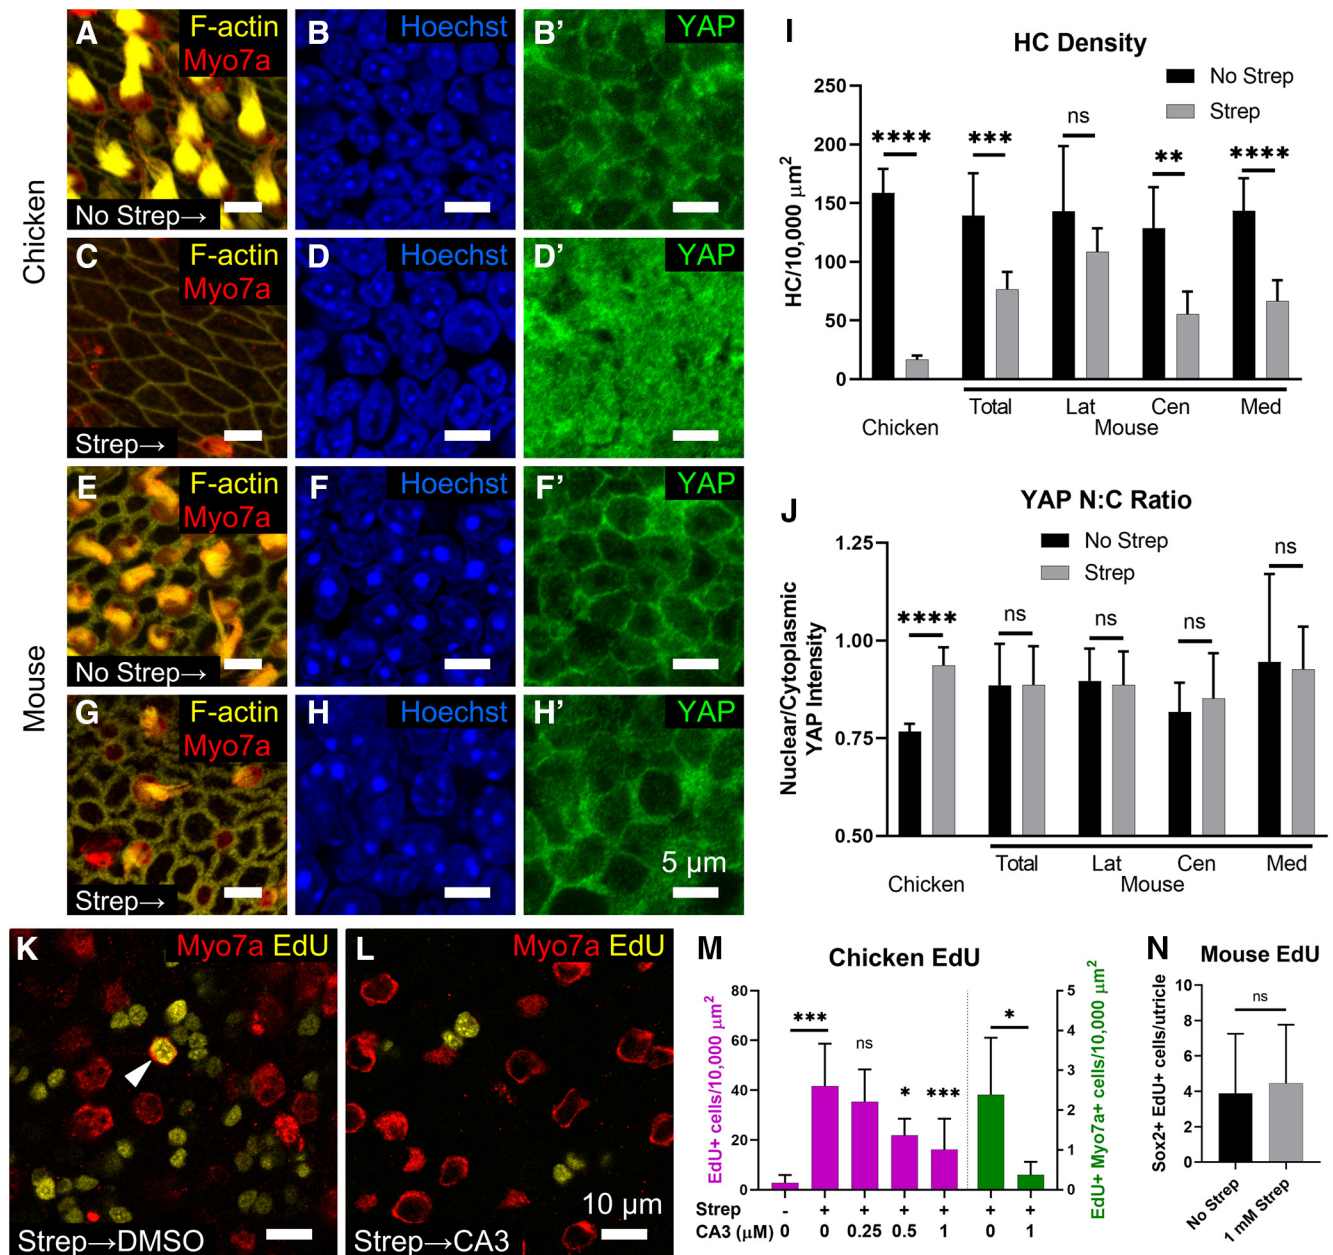 Chicken
A
F-actin
Myo7a
No Strep→
B
Hoechst
B'
YAP
C
F-actin
Myo7a
Strep→
D
Hoechst
D'
YAP
Mouse
E
F-actin
Myo7a
No Strep→
F
Hoechst
F'
YAP
G
F-actin
Myo7a
Strep→
H
Hoechst
H'
YAP
5 µm
I
HC Density
No Strep
Strep
HC/10,000 µm²
250
200
150
100
50
0
****
***
ns
**
****
Total Lat Cen Med
Chicken Mouse
J
YAP N:C Ratio
No Strep
Strep
Nuclear/Cytoplasmic
YAP Intensity
1.25
1.00
0.75
0.50
****
ns
ns
ns
ns
Total Lat Cen Med
Chicken Mouse
K
Myo7a EdU
Strep→DMSO
L
Myo7a EdU
10 µm
Strep→CA3
M
Chicken EdU
EdU+ cells/10,000 µm²
80
60
40
20
0
***
ns
*
***
*
5
4
3
2
1
0
EdU+ Myo7a+ cells/10,000 µm²
Strep - + + + + + +
CA3 (µM) 0 0 0.25 0.5 1 0 1
N
Mouse EdU
Sox2+ EdU+ cells/utricle
10
8
6
4
2
0
ns
No Strep
1 mM Strep